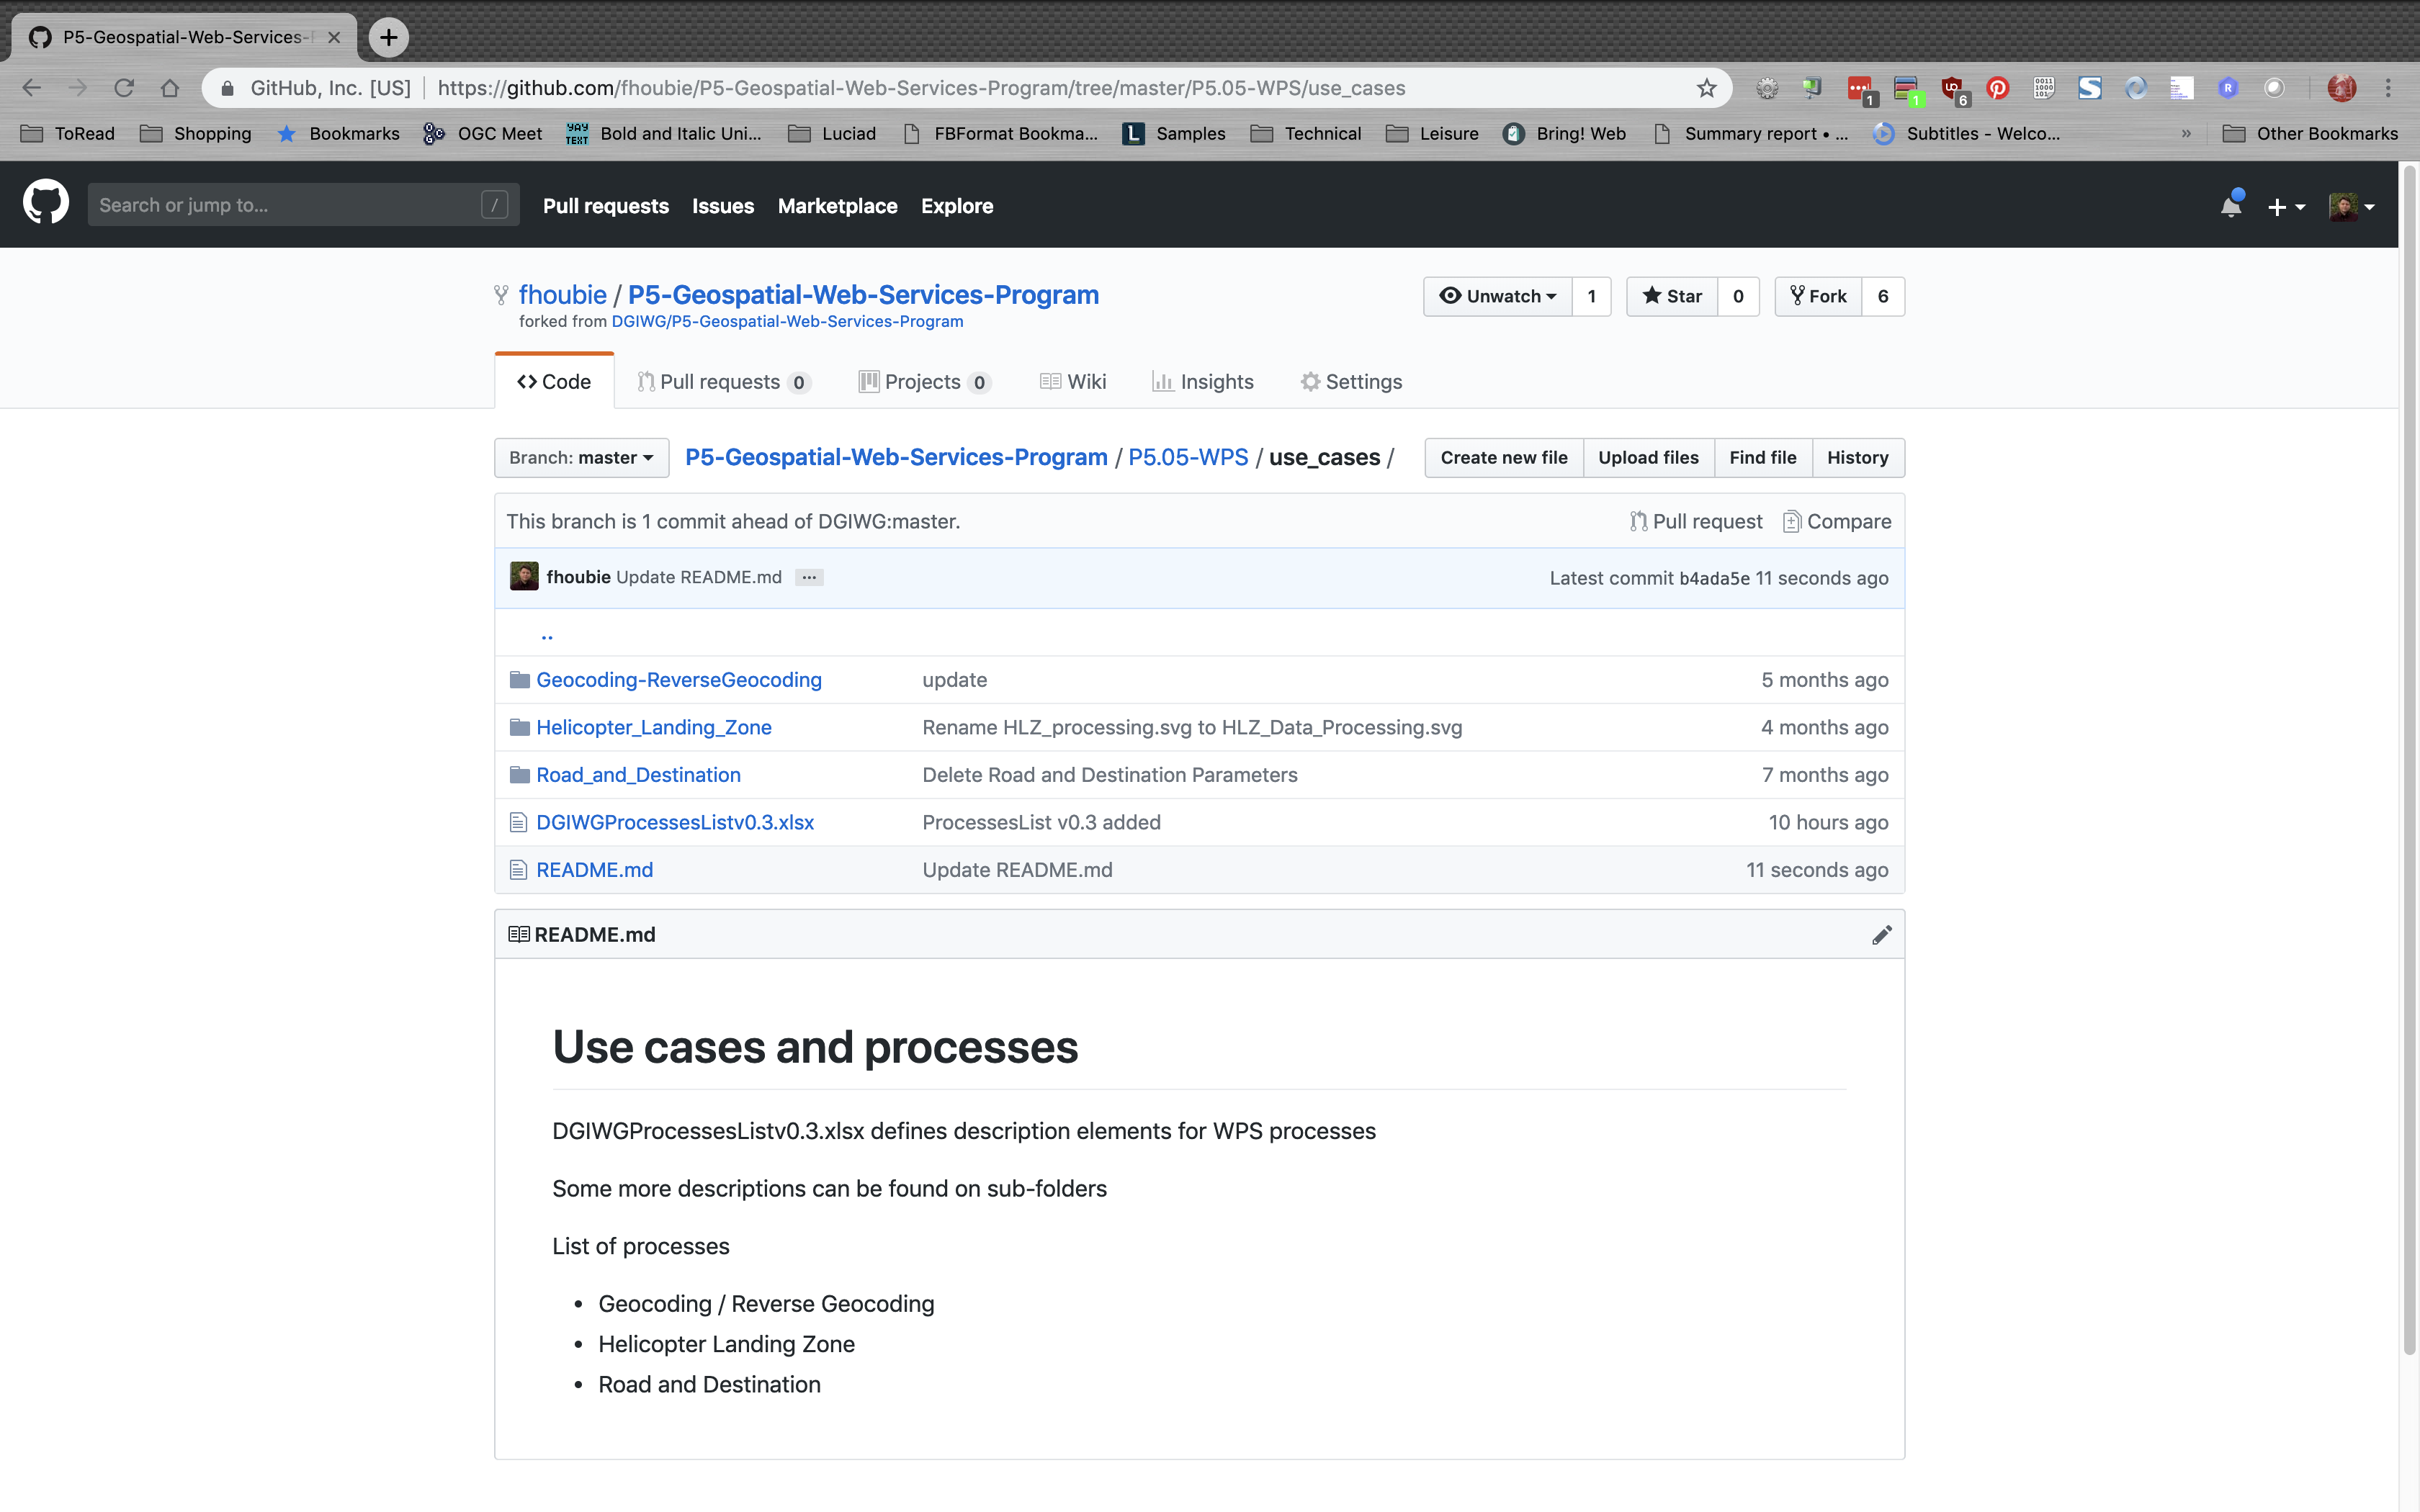 P5-Geospatial-Web-Services-
GitHub, Inc. [US] https://github.com/fhoubie/P5-Geospatial-Web-Services-Program/tree/master/P5.05-WPS/use_cases
1 1 6 R
ToRead Shopping Bookmarks OGC Meet YAY TEXT Bold and Italic Uni... Luciad FBFormat Bookma... L Samples Technical Leisure Bring! Web Summary report • ... Subtitles - Welco... » Other Bookmarks
Search or jump to... / Pull requests Issues Marketplace Explore
fhoubie / P5-Geospatial-Web-Services-Program
Unwatch 1 Star 0 Fork 6
forked from DGIWG/P5-Geospatial-Web-Services-Program
Code Pull requests 0 Projects 0 Wiki Insights Settings
Branch: master P5-Geospatial-Web-Services-Program / P5.05-WPS / use_cases / Create new file Upload files Find file History
This branch is 1 commit ahead of DGIWG:master. Pull request Compare
fhoubie Update README.md ... Latest commit b4ada5e 11 seconds ago
..
Geocoding-ReverseGeocoding update 5 months ago
Helicopter_Landing_Zone Rename HLZ_processing.svg to HLZ_Data_Processing.svg 4 months ago
Road_and_Destination Delete Road and Destination Parameters 7 months ago
DGIWGProcessesListv0.3.xlsx ProcessesList v0.3 added 10 hours ago
README.md Update README.md 11 seconds ago
README.md
Use cases and processes
DGIWGProcessesListv0.3.xlsx defines description elements for WPS processes
Some more descriptions can be found on sub-folders
List of processes
• Geocoding / Reverse Geocoding
• Helicopter Landing Zone
• Road and Destination